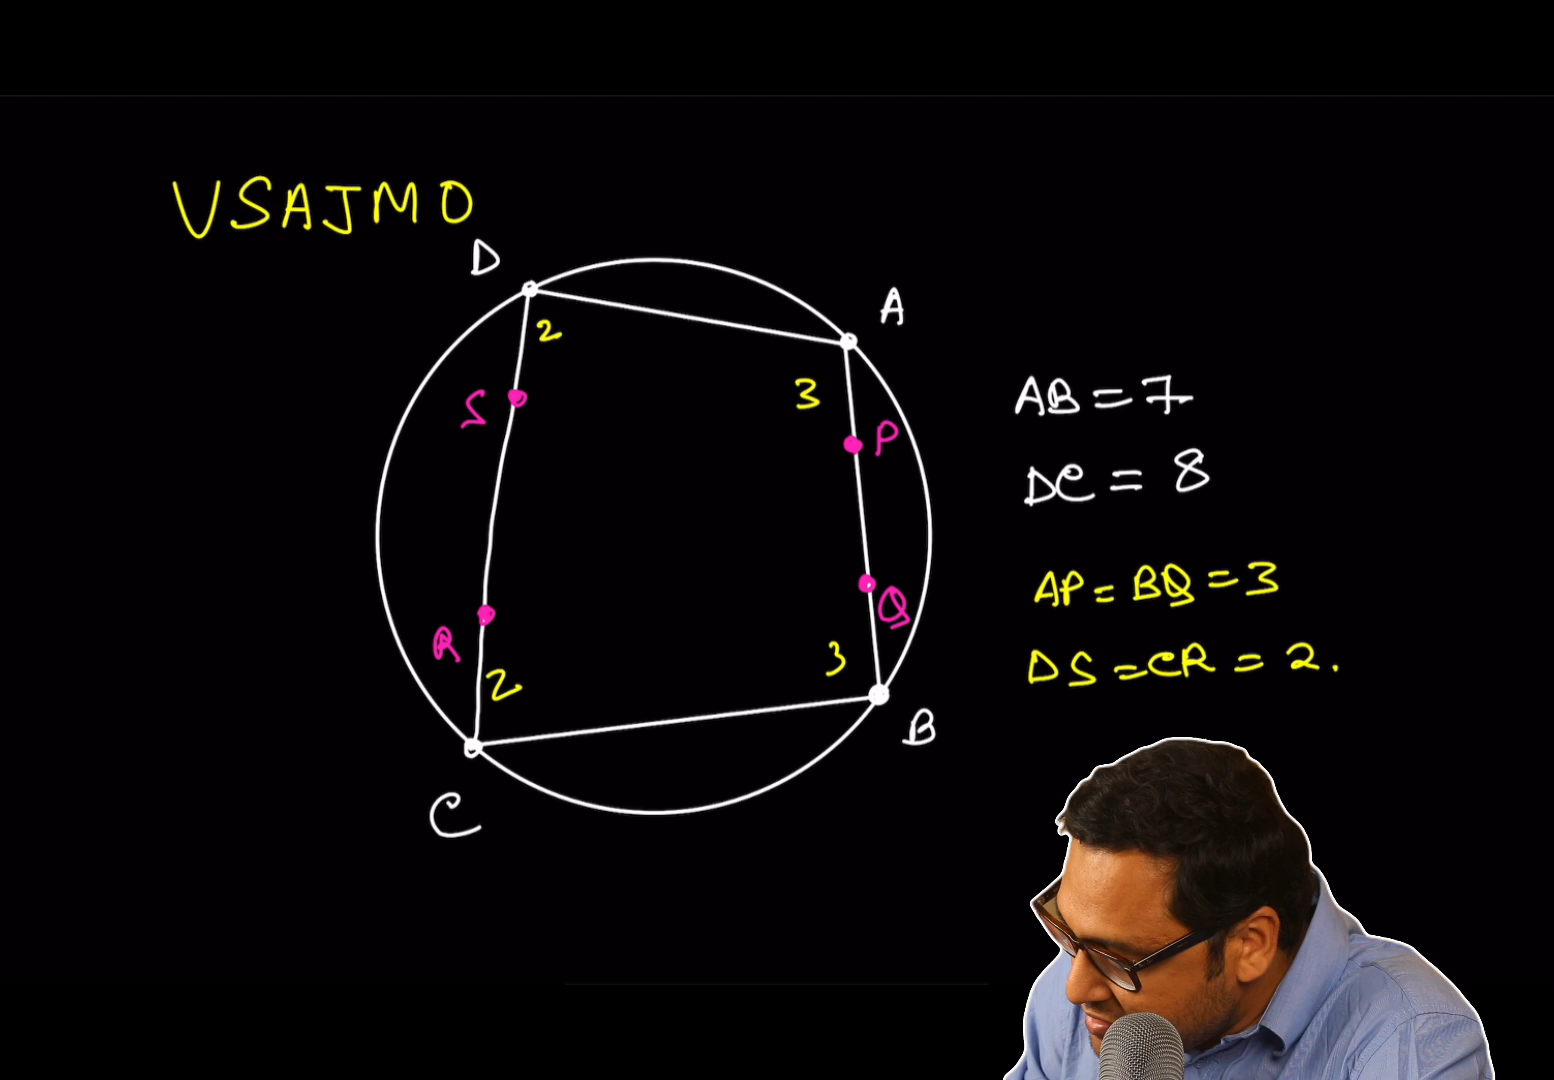 VSAJMO
D
A
2
3
S
P
AB = 7
DC = 8
Q
R
3
2
B
C
AP = BQ = 3
DS = CR = 2.